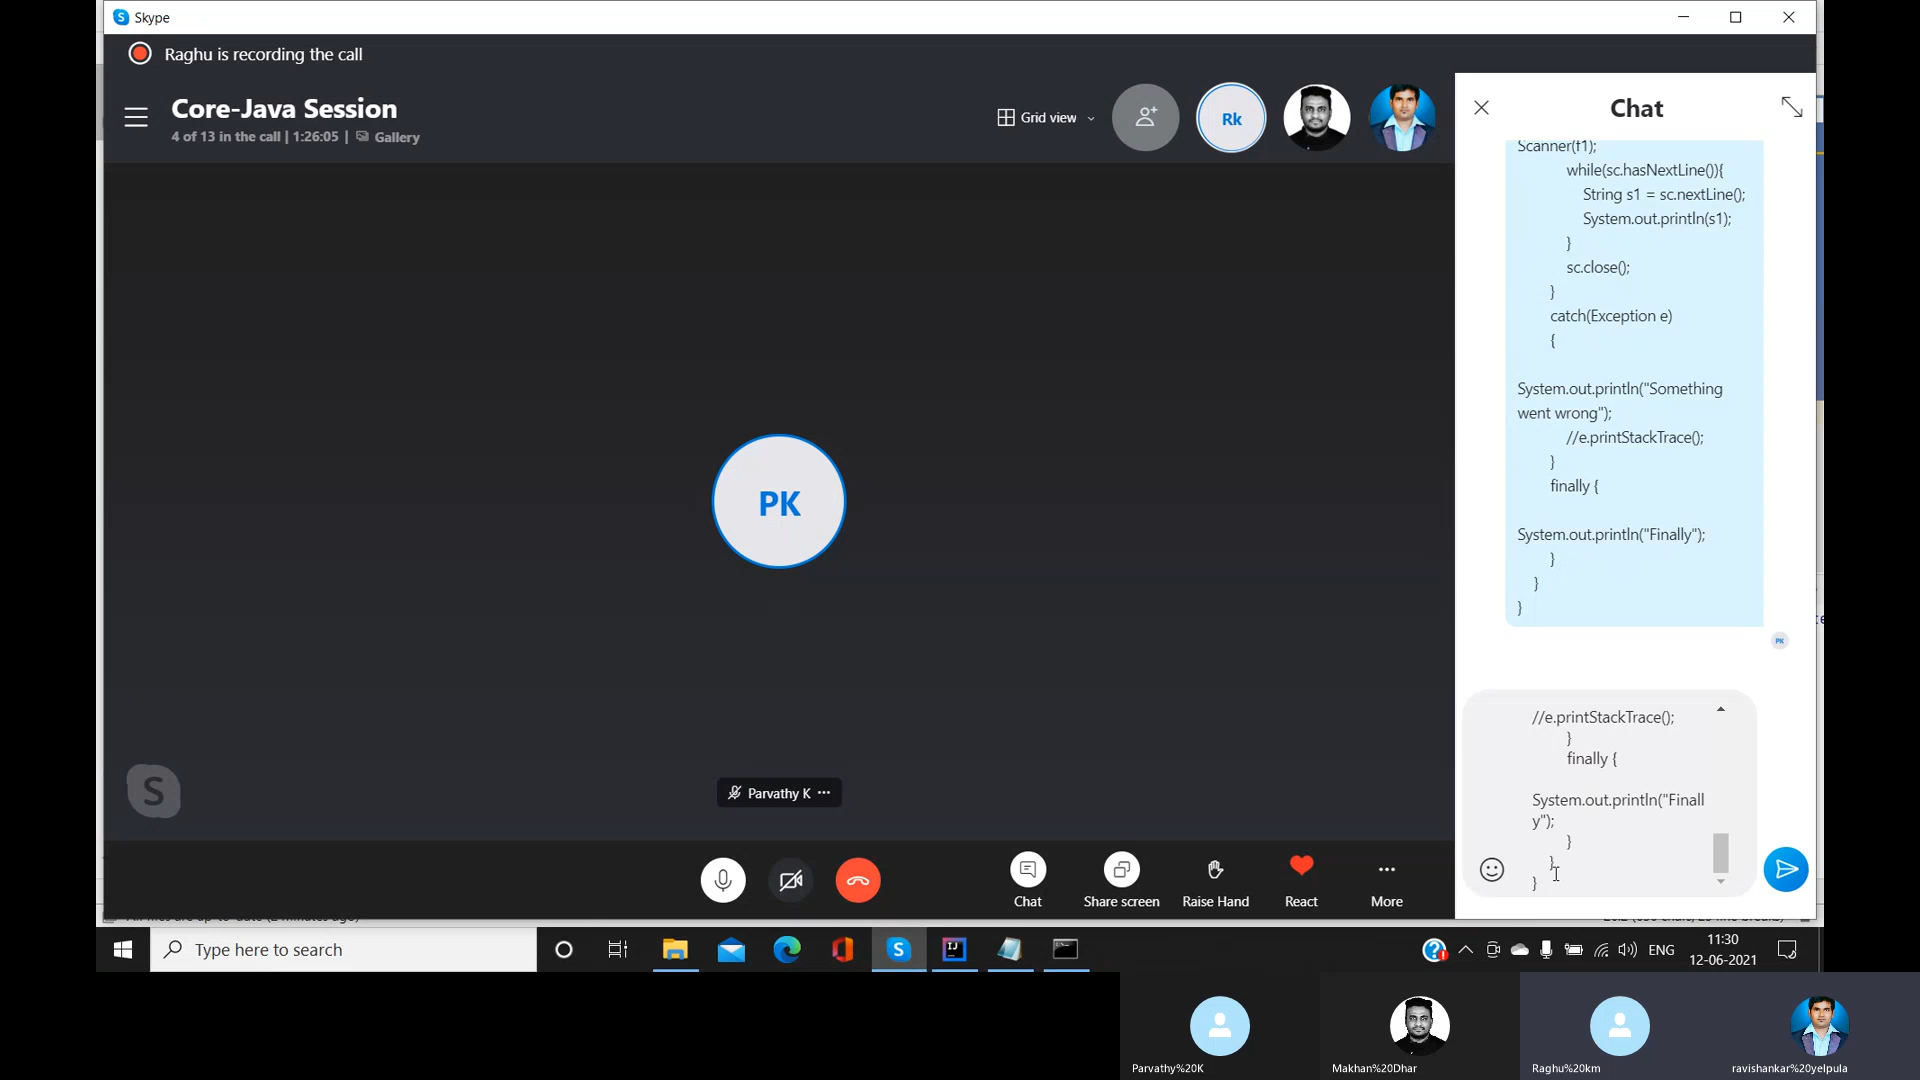 Skype
Raghu is recording the call
Core-Java Session
4 of 13 in the call | 1:26:05 | Gallery
Grid view
Rk
Chat
Scanner(f1);
while(sc.hasNextLine()){
String s1 = sc.nextLine();
System.out.println(s1);
}
sc.close();
}
catch(Exception e)
{
System.out.println("Something
went wrong");
//e.printStackTrace();
}
finally {
System.out.println("Finally");
}
}
}
PK
PK
//e.printStackTrace();
}
finally {
System.out.println("Finall
y");
}
}
}
Parvathy K
S
Chat
Share screen
Raise Hand
React
More
Type here to search
S
IJ
ENG
11:30
12-06-2021
Parvathy%20K
Makhan%20Dhar
Raghu%20km
ravishankar%20yelpula